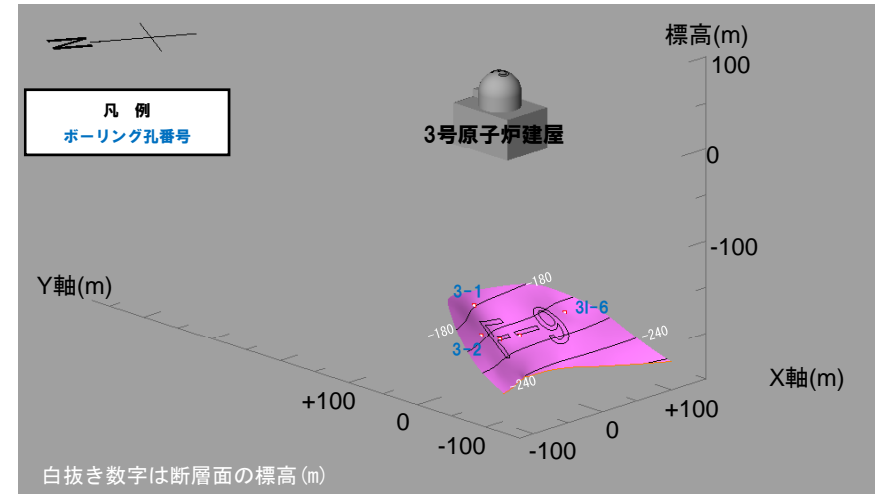 N
標高(m)
100
凡 例
ボーリング孔番号
3号原子炉建屋
0
-100
Y軸(m)
-180
3-1
3I-6
-180
3-2
-240
-240
X軸(m)
+100
+100
0
0
-100
-100
白抜き数字は断層面の標高(m)